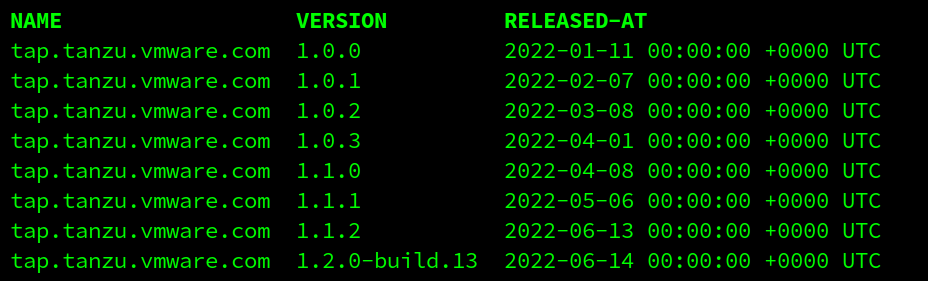 NAME                  VERSION         RELEASED-AT
tap.tanzu.vmware.com  1.0.0           2022-01-11 00:00:00 +0000 UTC
tap.tanzu.vmware.com  1.0.1           2022-02-07 00:00:00 +0000 UTC
tap.tanzu.vmware.com  1.0.2           2022-03-08 00:00:00 +0000 UTC
tap.tanzu.vmware.com  1.0.3           2022-04-01 00:00:00 +0000 UTC
tap.tanzu.vmware.com  1.1.0           2022-04-08 00:00:00 +0000 UTC
tap.tanzu.vmware.com  1.1.1           2022-05-06 00:00:00 +0000 UTC
tap.tanzu.vmware.com  1.1.2           2022-06-13 00:00:00 +0000 UTC
tap.tanzu.vmware.com  1.2.0-build.13  2022-06-14 00:00:00 +0000 UTC